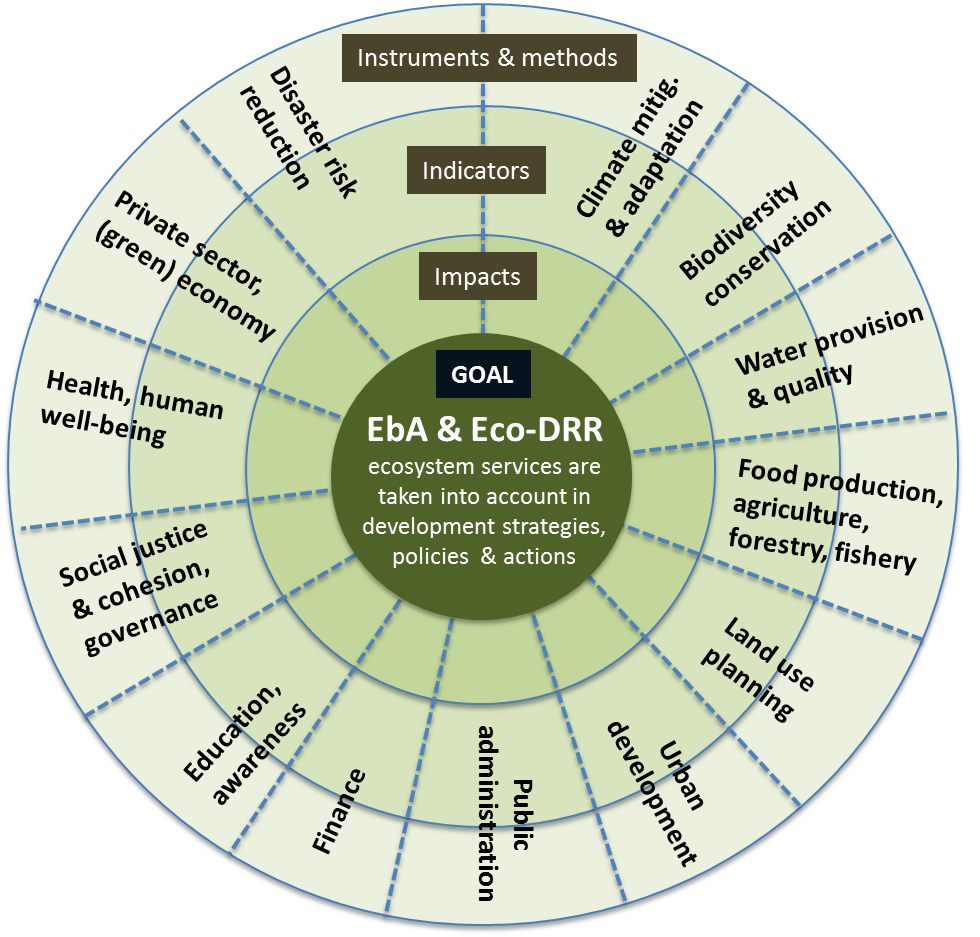 Instruments & methods
Indicators
Impacts
GOAL
EbA & Eco-DRR
ecosystem services are
taken into account in
development strategies,
policies & actions
Climate mitig.
& adaptation
Biodiversity
conservation
Water provision
& quality
Food production,
agriculture,
forestry, fishery
Land use
planning
Urban
development
Public
administration
Finance
Education,
awareness
Social justice
& cohesion,
governance
Health, human
well-being
Private sector,
(green) economy
Disaster risk
reduction